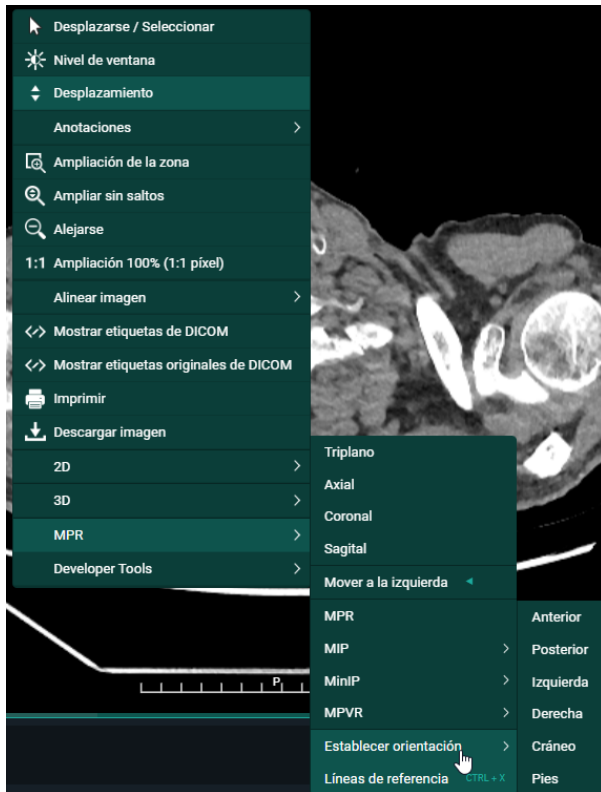 Desplazarse / Seleccionar
Nivel de ventana
Desplazamiento
Anotaciones
Ampliación de la zona
Ampliar sin saltos
Alejarse
1:1 Ampliación 100% (1:1 píxel)
Alinear imagen
Mostrar etiquetas de DICOM
Mostrar etiquetas originales de DICOM
Imprimir
Descargar imagen
2D
3D
MPR
Developer Tools
Triplano
Axial
Coronal
Sagital
Mover a la izquierda
MPR
MIP
MinIP
MPVR
Establecer orientación
Líneas de referencia CTRL + X
Anterior
Posterior
Izquierda
Derecha
Cráneo
Pies
P